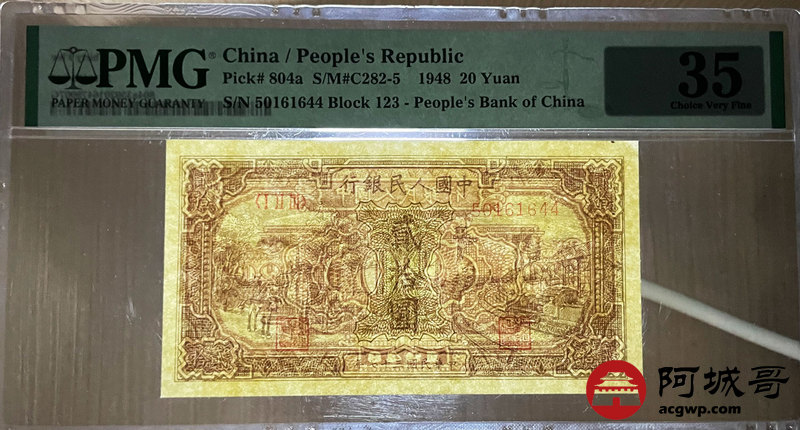 PMG®
PAPER MONEY GUARANTY
China / People's Republic
Pick# 804a S/M#C282-5 1948 20 Yuan
S/N 50161644 Block 123 - People's Bank of China
35
Choice Very Fine
行銀民人國中
〈ⅠⅡⅢ〉
50161644
貳拾圓
阿城哥
acgwp.com